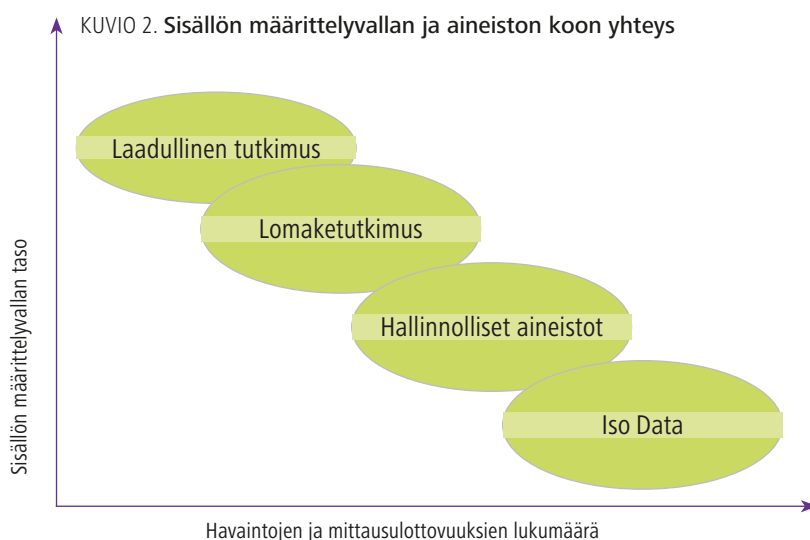 KUVIO 2. Sisällön määrittelyvallan ja aineiston koon yhteys
Laadullinen tutkimus
Lomaketutkimus
Hallinnolliset aineistot
Iso Data
Sisällön määrittelyvallan taso
Havaintojen ja mittausulottovuuksien lukumäärä